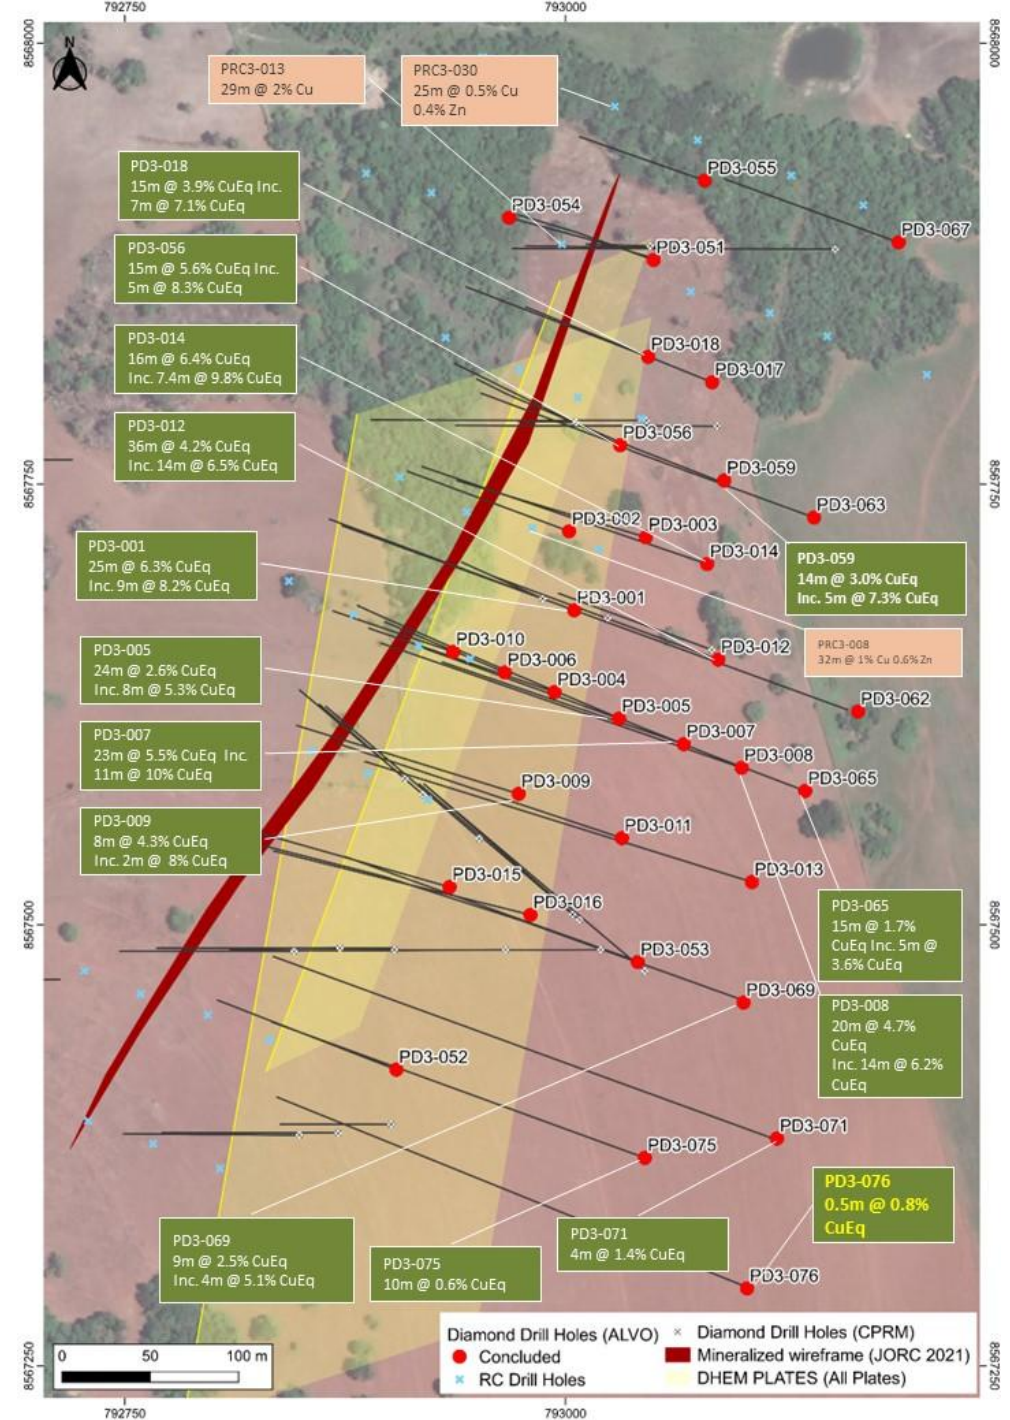 792750
793000
8568000
8568000
N
PRC3-013
29m @ 2% Cu
PRC3-030
25m @ 0.5% Cu
0.4% Zn
PD3-018
15m @ 3.9% CuEq Inc.
7m @ 7.1% CuEq
PD3-055
PD3-054
PD3-067
PD3-051
PD3-056
15m @ 5.6% CuEq Inc.
5m @ 8.3% CuEq
PD3-014
16m @ 6.4% CuEq
Inc. 7.4m @ 9.8% CuEq
PD3-018
PD3-017
PD3-012
36m @ 4.2% CuEq
Inc. 14m @ 6.5% CuEq
PD3-056
PD3-059
8567750
8567750
PD3-063
PD3-002
PD3-003
PD3-014
PD3-001
25m @ 6.3% CuEq
Inc. 9m @ 8.2% CuEq
PD3-059
14m @ 3.0% CuEq
Inc. 5m @ 7.3% CuEq
PD3-001
PD3-010
PD3-012
PRC3-008
32m @ 1% Cu 0.6% Zn
PD3-006
PD3-004
PD3-005
24m @ 2.6% CuEq
Inc. 8m @ 5.3% CuEq
PD3-062
PD3-005
PD3-007
PD3-007
23m @ 5.5% CuEq Inc
11m @ 10% CuEq
PD3-008
PD3-065
PD3-009
PD3-009
8m @ 4.3% CuEq
Inc. 2m @ 8% CuEq
PD3-011
PD3-013
PD3-015
PD3-016
8567500
8567500
PD3-065
15m @ 1.7%
CuEq Inc. 5m @
3.6% CuEq
PD3-053
PD3-069
PD3-008
20m @ 4.7%
CuEq
Inc. 14m @ 6.2%
CuEq
PD3-052
PD3-071
PD3-075
PD3-076
0.5m @ 0.8%
CuEq
PD3-069
9m @ 2.5% CuEq
Inc. 4m @ 5.1% CuEq
PD3-075
10m @ 0.6% CuEq
PD3-071
4m @ 1.4% CuEq
PD3-076
Diamond Drill Holes (ALVO)
Concluded
RC Drill Holes
Diamond Drill Holes (CPRM)
Mineralized wireframe (JORC 2021)
DHEM PLATES (All Plates)
0 50 100 m
8567250
8567250
792750
793000